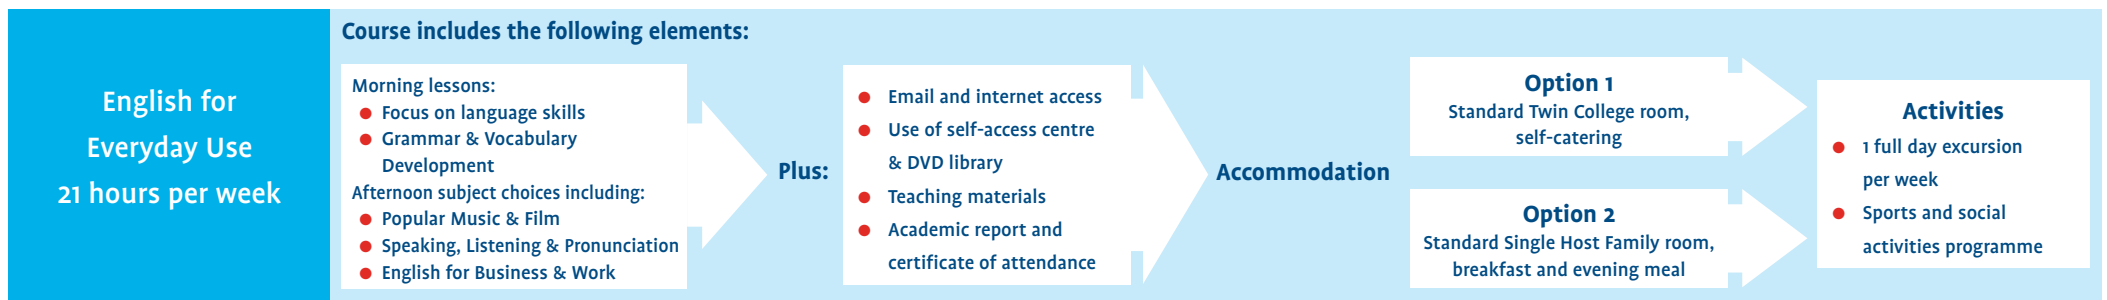 English for
Everyday Use
21 hours per week
Course includes the following elements:
Morning lessons:
● Focus on language skills
● Grammar & Vocabulary
Development
Afternoon subject choices including:
● Popular Music & Film
● Speaking, Listening & Pronunciation
● English for Business & Work
Plus:
● Email and internet access
● Use of self-access centre
& DVD library
● Teaching materials
● Academic report and
certificate of attendance
Accommodation
Option 1
Standard Twin College room,
self-catering
Option 2
Standard Single Host Family room,
breakfast and evening meal
Activities
● 1 full day excursion
per week
● Sports and social
activities programme